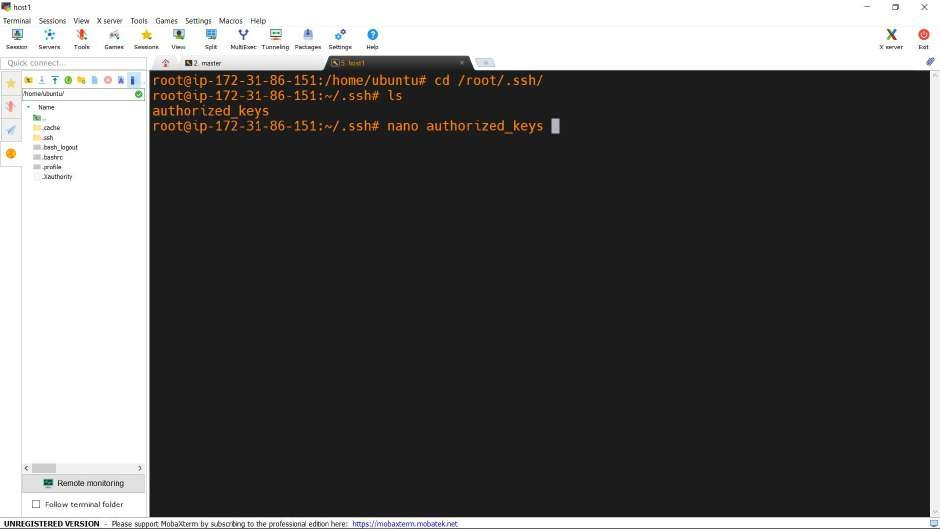 host1
Terminal Sessions View X server Tools Games Settings Macros Help
Session Servers Tools Games Sessions View Split MultiExec Tunneling Packages Settings Help X server Exit
Quick connect...
2. master
5. host1
/home/ubuntu/
Name
..
.cache
.ssh
.bash_logout
.bashrc
.profile
.Xauthority
root@ip-172-31-86-151:/home/ubuntu# cd /root/.ssh/
root@ip-172-31-86-151:~/.ssh# ls
authorized_keys
root@ip-172-31-86-151:~/.ssh# nano authorized_keys
Remote monitoring
Follow terminal folder
UNREGISTERED VERSION - Please support MobaXterm by subscribing to the professional edition here: https://mobaxterm.mobatek.net